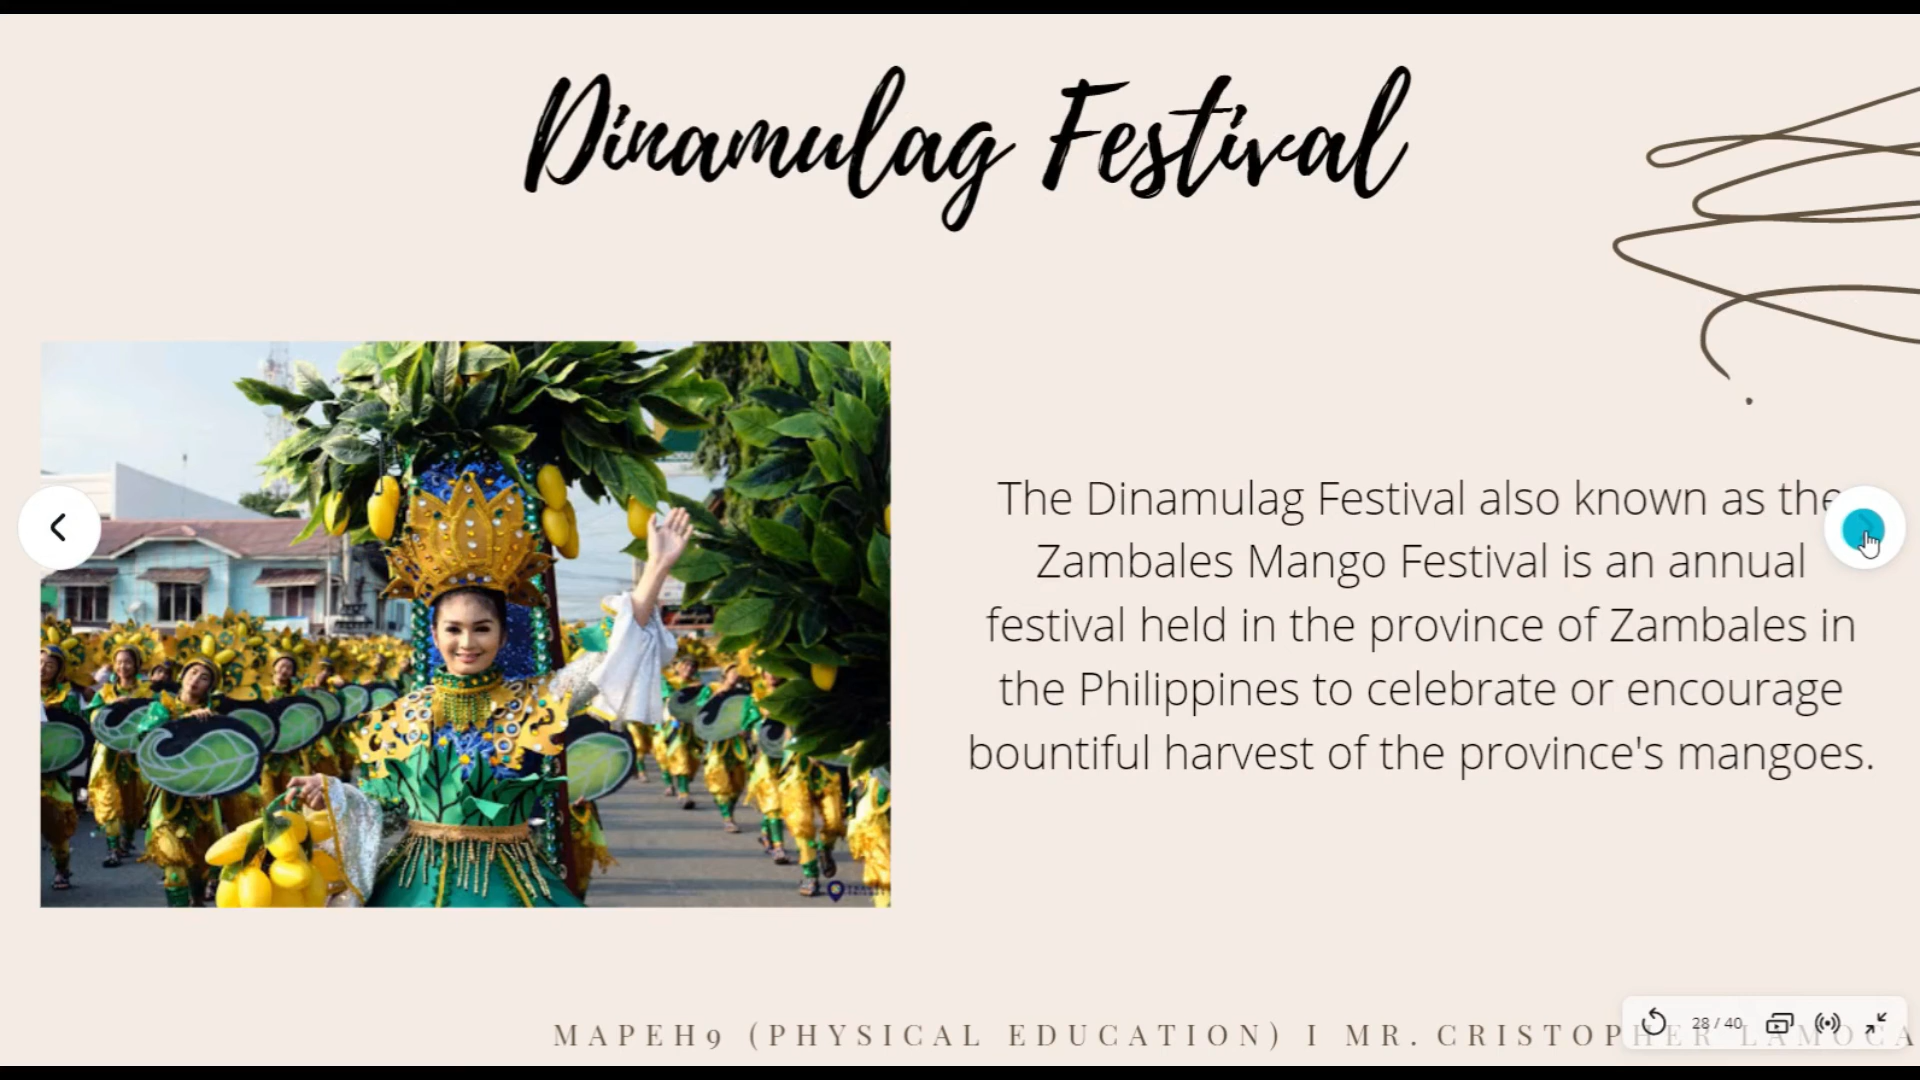 Dinamulag Festival
The Dinamulag Festival also known as the
Zambales Mango Festival is an annual
festival held in the province of Zambales in
the Philippines to celebrate or encourage
bountiful harvest of the province's mangoes.
MAPEH9 (PHYSICAL EDUCATION) I MR. CRISTOPHER LAMOCA
28 / 40